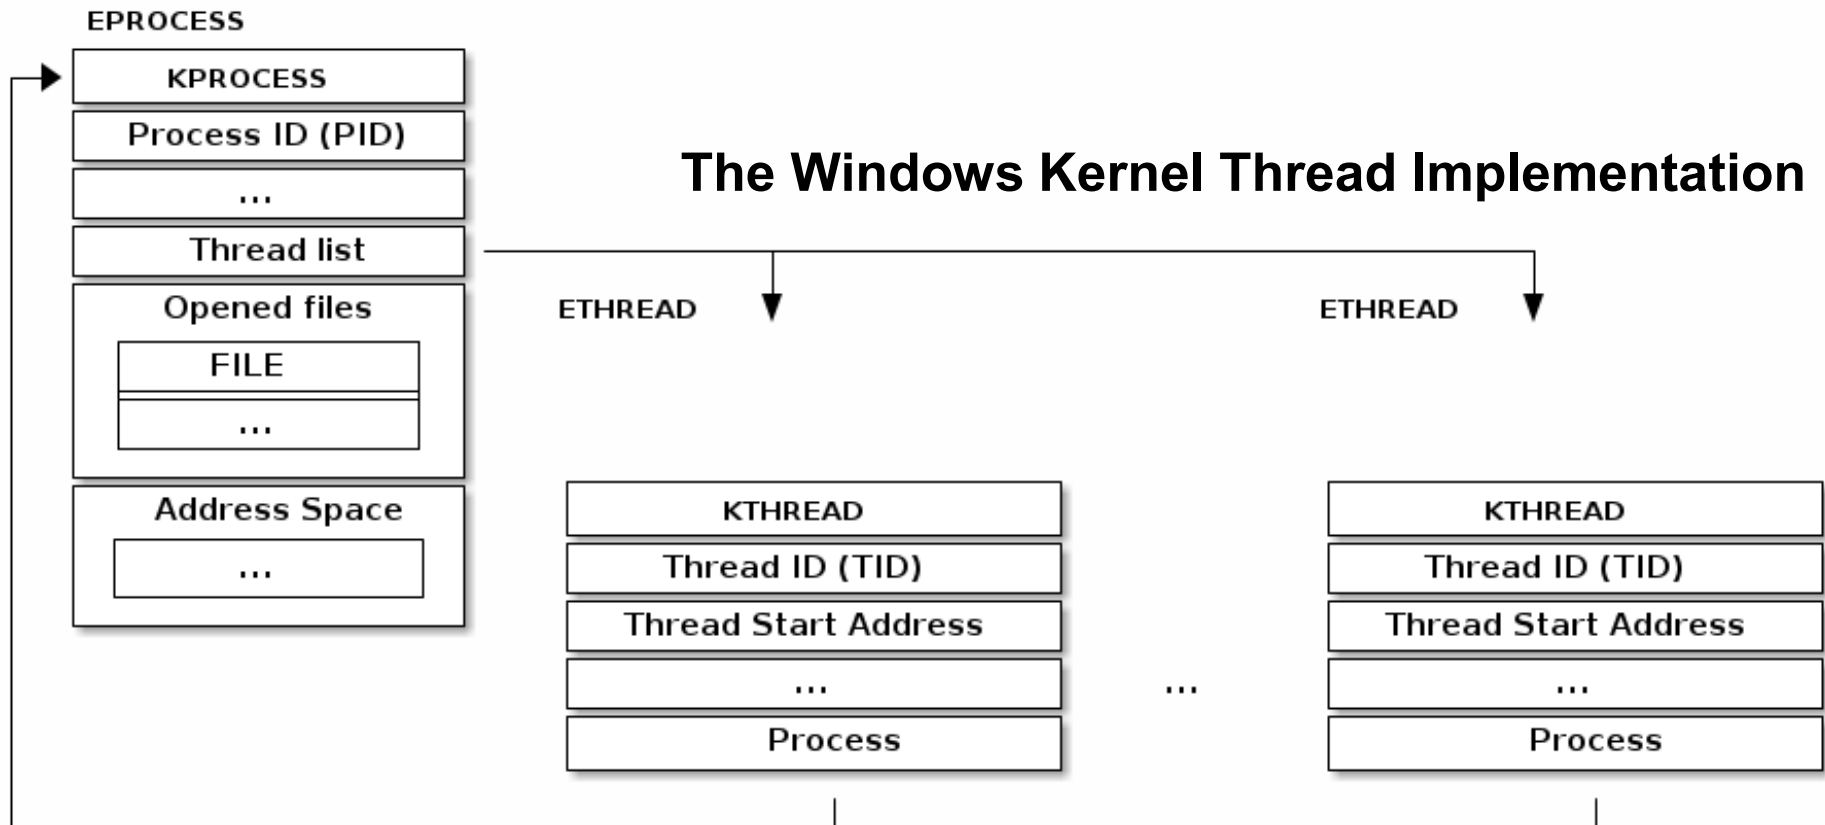 EPROCESS
KPROCESS
Process ID (PID)
...
Thread list
Opened files
FILE
...
Address Space
...
The Windows Kernel Thread Implementation
ETHREAD
KTHREAD
Thread ID (TID)
Thread Start Address
...
Process
...
ETHREAD
KTHREAD
Thread ID (TID)
Thread Start Address
...
Process